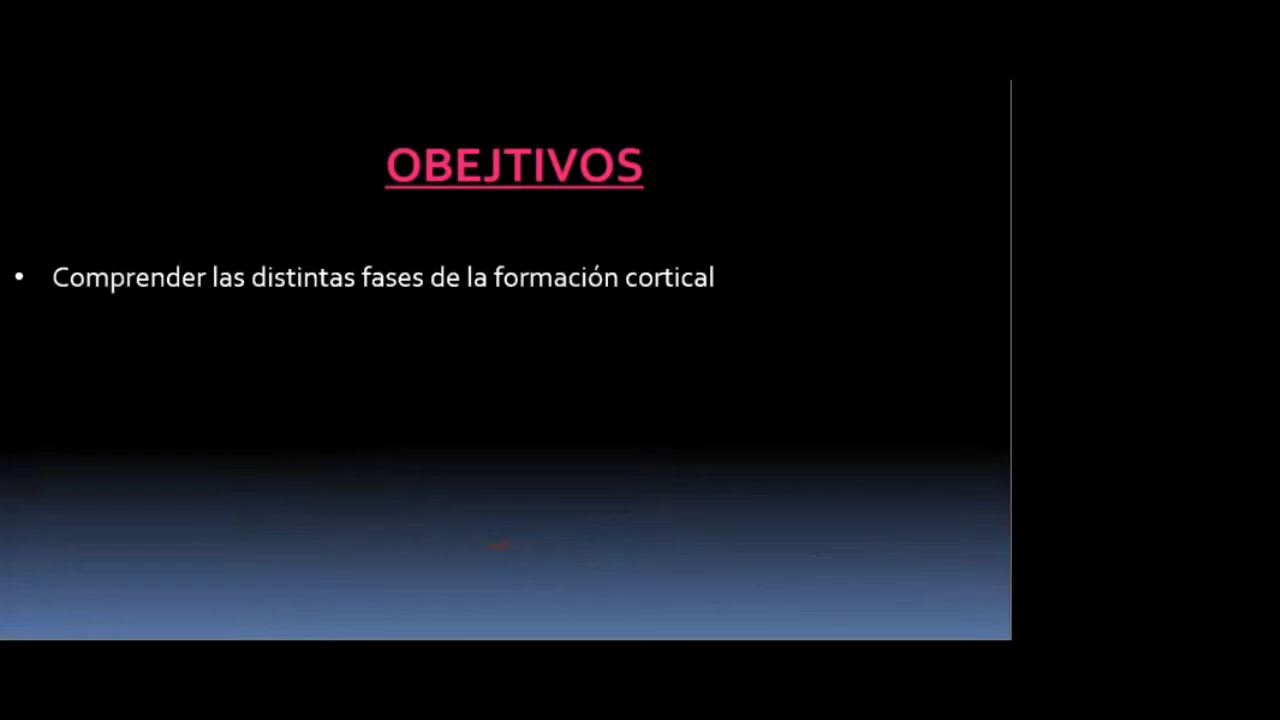 OBEJTIVOS
• Comprender las distintas fases de la formación cortical